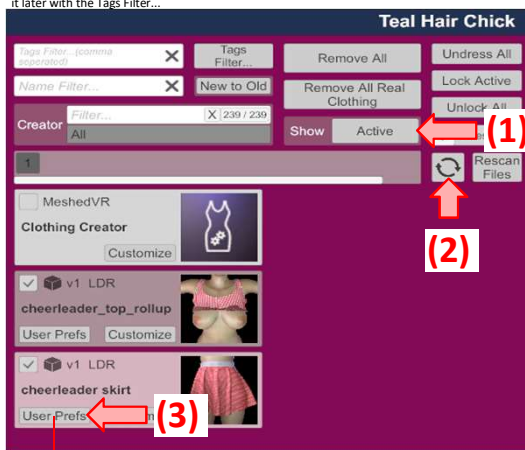 it later with the Tags Filter...
Teal Hair Chick
Tags Filter... (comma seperated)
X
Tags Filter...
Remove All
Undress All
Name Filter...
X
New to Old
Remove All Real Clothing
Lock Active
Unlock All
Creator
Filter...
X 239 / 239
All
Show
Active
(1)
1
Rescan Files
(2)
MeshedVR
Clothing Creator
Customize
v1 LDR
cheerleader_top_rollup
User Prefs
Customize
v1 LDR
cheerleader skirt
User Prefs
(3)